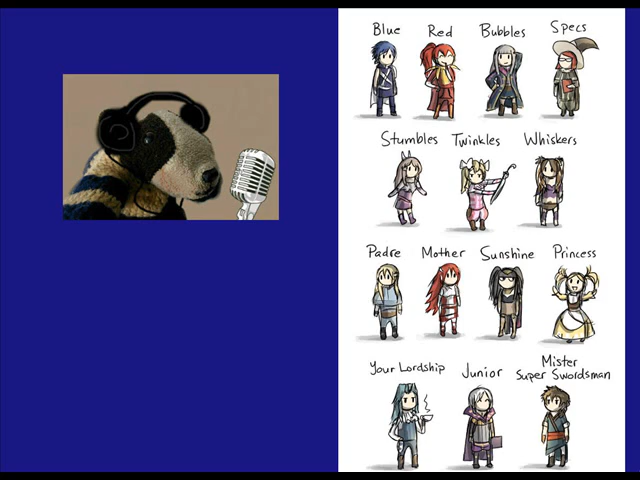 Blue Red Bubbles Specs
Stumbles Twinkles Whiskers
Padre Mother Sunshine Princess
Your Lordship Junior Mister
Super Swordsman